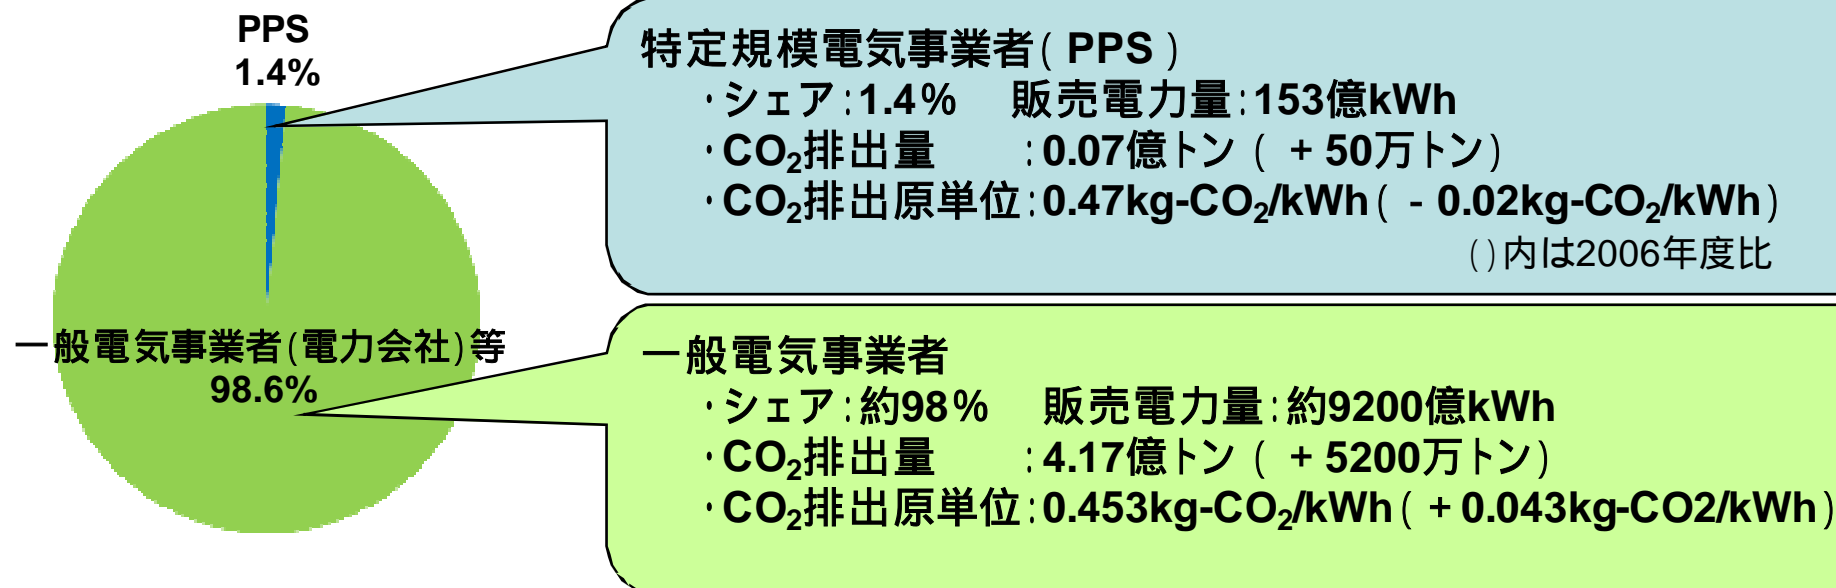 PPS
1.4%
一般電気事業者(電力会社)等
98.6%
特定規模電気事業者( PPS )
・シェア:1.4% 販売電力量:153億kWh
・CO₂排出量 :0.07億トン ( + 50万トン)
・CO₂排出原単位:0.47kg-CO₂/kWh( - 0.02kg-CO₂/kWh)
()内は2006年度比
一般電気事業者
・シェア:約98% 販売電力量:約9200億kWh
・CO₂排出量 :4.17億トン ( + 5200万トン)
・CO₂排出原単位:0.453kg-CO₂/kWh( + 0.043kg-CO2/kWh)